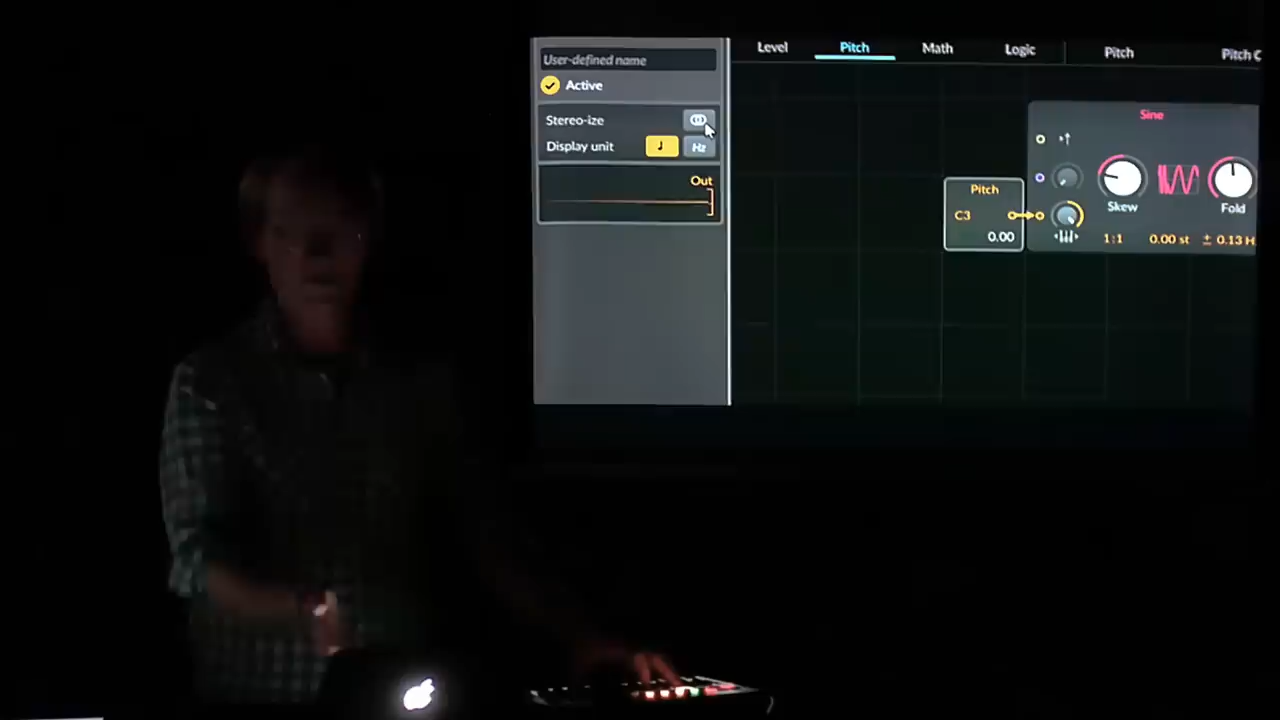 User-defined name
Active
Stereo-ize
Display unit
Hz
Out
Level
Pitch
Math
Logic
Pitch
Pitch C
Sine
Pitch
C3
0.00
Skew
Fold
1:1
0.00 st
± 0.13 H